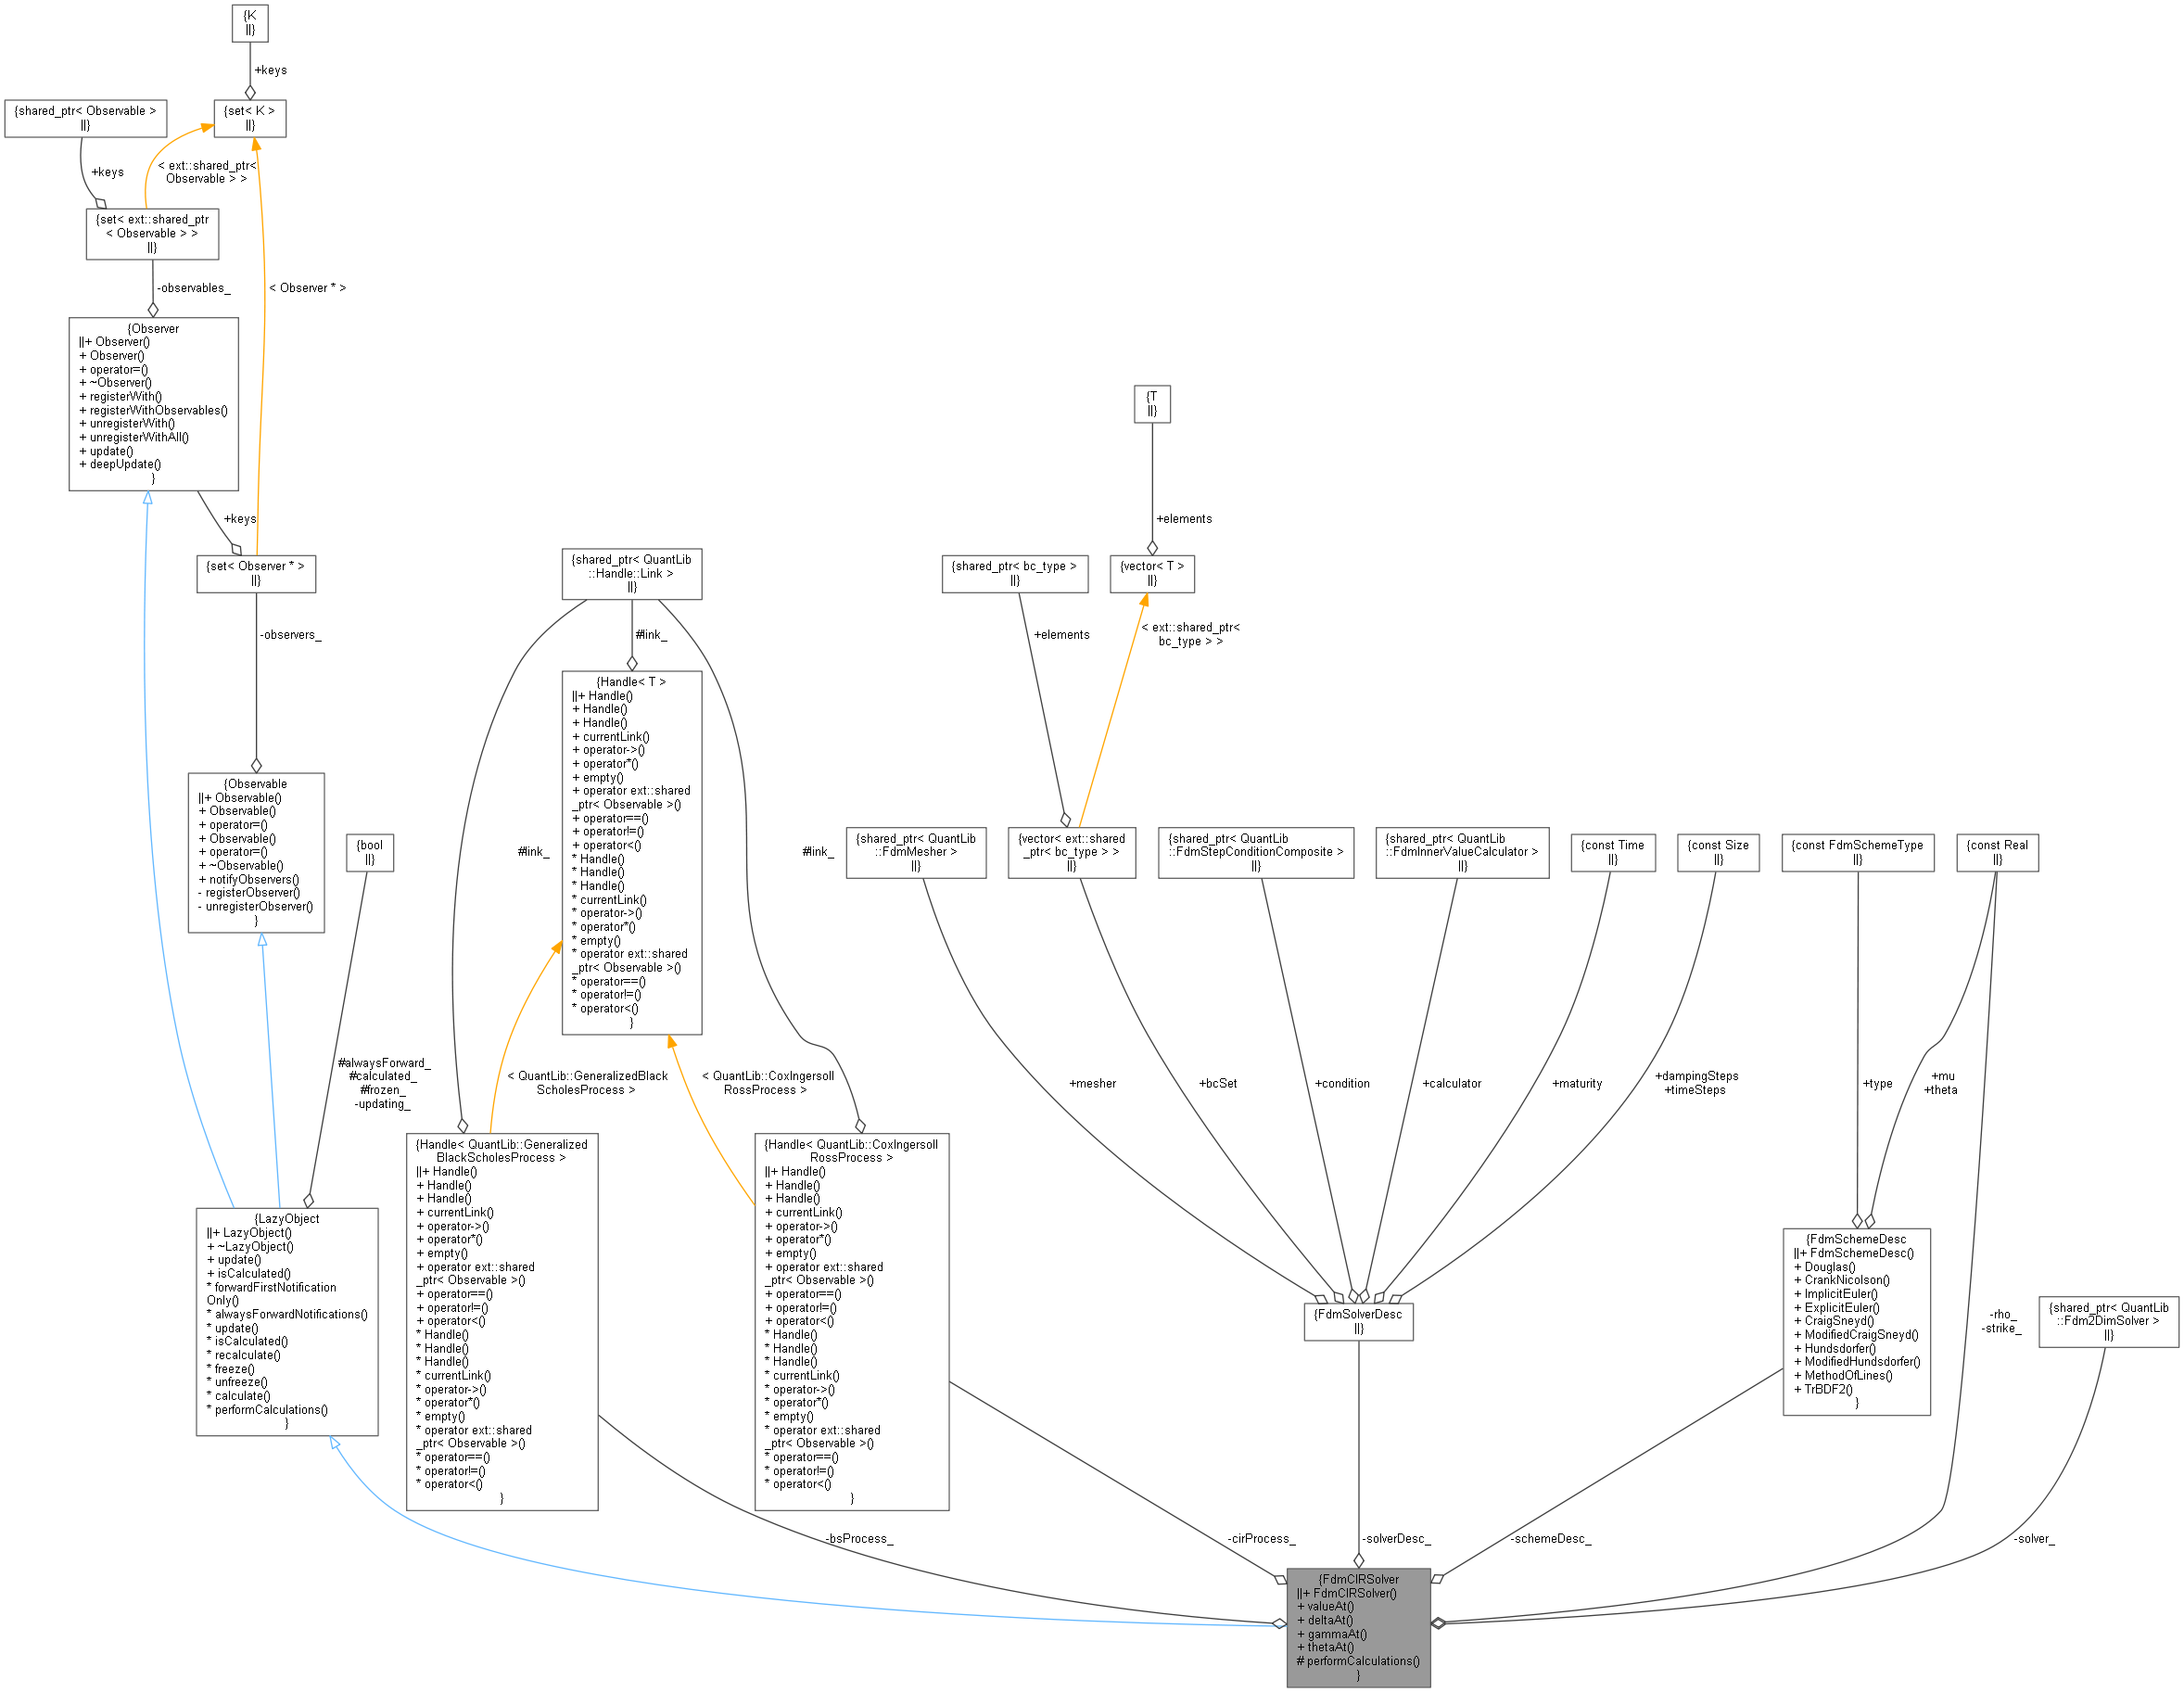 {K
||}
+keys
{shared_ptr< Observable >
||}
{set< K >
||}
+keys
< ext::shared_ptr<
Observable > >
{set< ext::shared_ptr
< Observable > >
||}
-observables_
< Observer * >
{Observer
||+ Observer()
+ Observer()
+ operator=()
+ ~Observer()
+ registerWith()
+ registerWithObservables()
+ unregisterWith()
+ unregisterWithAll()
+ update()
+ deepUpdate()
}
{T
||}
+keys
+elements
{set< Observer * >
||}
{shared_ptr< QuantLib
::Handle::Link >
||}
{shared_ptr< bc_type >
||}
{vector< T >
||}
-observers_
#link_
+elements
< ext::shared_ptr<
bc_type > >
{Handle< T >
||+ Handle()
+ Handle()
+ Handle()
+ currentLink()
+ operator->()
+ operator*()
+ empty()
+ operator ext::shared
_ptr< Observable >()
+ operator==()
+ operator!=()
+ operator<()
* Handle()
* Handle()
* Handle()
* currentLink()
* operator->()
* operator*()
* empty()
* operator ext::shared
_ptr< Observable >()
* operator==()
* operator!=()
* operator<()
}
{Observable
||+ Observable()
+ Observable()
+ operator=()
+ Observable()
+ operator=()
+ ~Observable()
+ notifyObservers()
- registerObserver()
- unregisterObserver()
}
{bool
||}
#link_
#link_
{shared_ptr< QuantLib
::FdmMesher >
||}
{vector< ext::shared
_ptr< bc_type > >
||}
{shared_ptr< QuantLib
::FdmStepConditionComposite >
||}
{shared_ptr< QuantLib
::FdmInnerValueCalculator >
||}
{const Time
||}
{const Size
||}
{const FdmSchemeType
||}
{const Real
||}
#alwaysForward_
#calculated_
#frozen_
-updating_
< QuantLib::GeneralizedBlack
ScholesProcess >
< QuantLib::CoxIngersoll
RossProcess >
+mesher
+bcSet
+condition
+calculator
+maturity
+dampingSteps
+timeSteps
+type
+mu
+theta
{LazyObject
||+ LazyObject()
+ ~LazyObject()
+ update()
+ isCalculated()
* forwardFirstNotification
Only()
* alwaysForwardNotifications()
* update()
* isCalculated()
* recalculate()
* freeze()
* unfreeze()
* calculate()
* performCalculations()
}
{Handle< QuantLib::Generalized
BlackScholesProcess >
||+ Handle()
+ Handle()
+ Handle()
+ currentLink()
+ operator->()
+ operator*()
+ empty()
+ operator ext::shared
_ptr< Observable >()
+ operator==()
+ operator!=()
+ operator<()
* Handle()
* Handle()
* Handle()
* currentLink()
* operator->()
* operator*()
* empty()
* operator ext::shared
_ptr< Observable >()
* operator==()
* operator!=()
* operator<()
}
{Handle< QuantLib::CoxIngersoll
RossProcess >
||+ Handle()
+ Handle()
+ Handle()
+ currentLink()
+ operator->()
+ operator*()
+ empty()
+ operator ext::shared
_ptr< Observable >()
+ operator==()
+ operator!=()
+ operator<()
* Handle()
* Handle()
* Handle()
* currentLink()
* operator->()
* operator*()
* empty()
* operator ext::shared
_ptr< Observable >()
* operator==()
* operator!=()
* operator<()
}
{FdmSolverDesc
||}
{FdmSchemeDesc
||+ FdmSchemeDesc()
+ Douglas()
+ CrankNicolson()
+ ImplicitEuler()
+ ExplicitEuler()
+ CraigSneyd()
+ ModifiedCraigSneyd()
+ Hundsdorfer()
+ ModifiedHundsdorfer()
+ MethodOfLines()
+ TrBDF2()
}
-rho_
-strike_
{shared_ptr< QuantLib
::Fdm2DimSolver >
||}
-bsProcess_
-cirProcess_
-solverDesc_
-schemeDesc_
-solver_
{FdmCIRSolver
||+ FdmCIRSolver()
+ valueAt()
+ deltaAt()
+ gammaAt()
+ thetaAt()
# performCalculations()
}